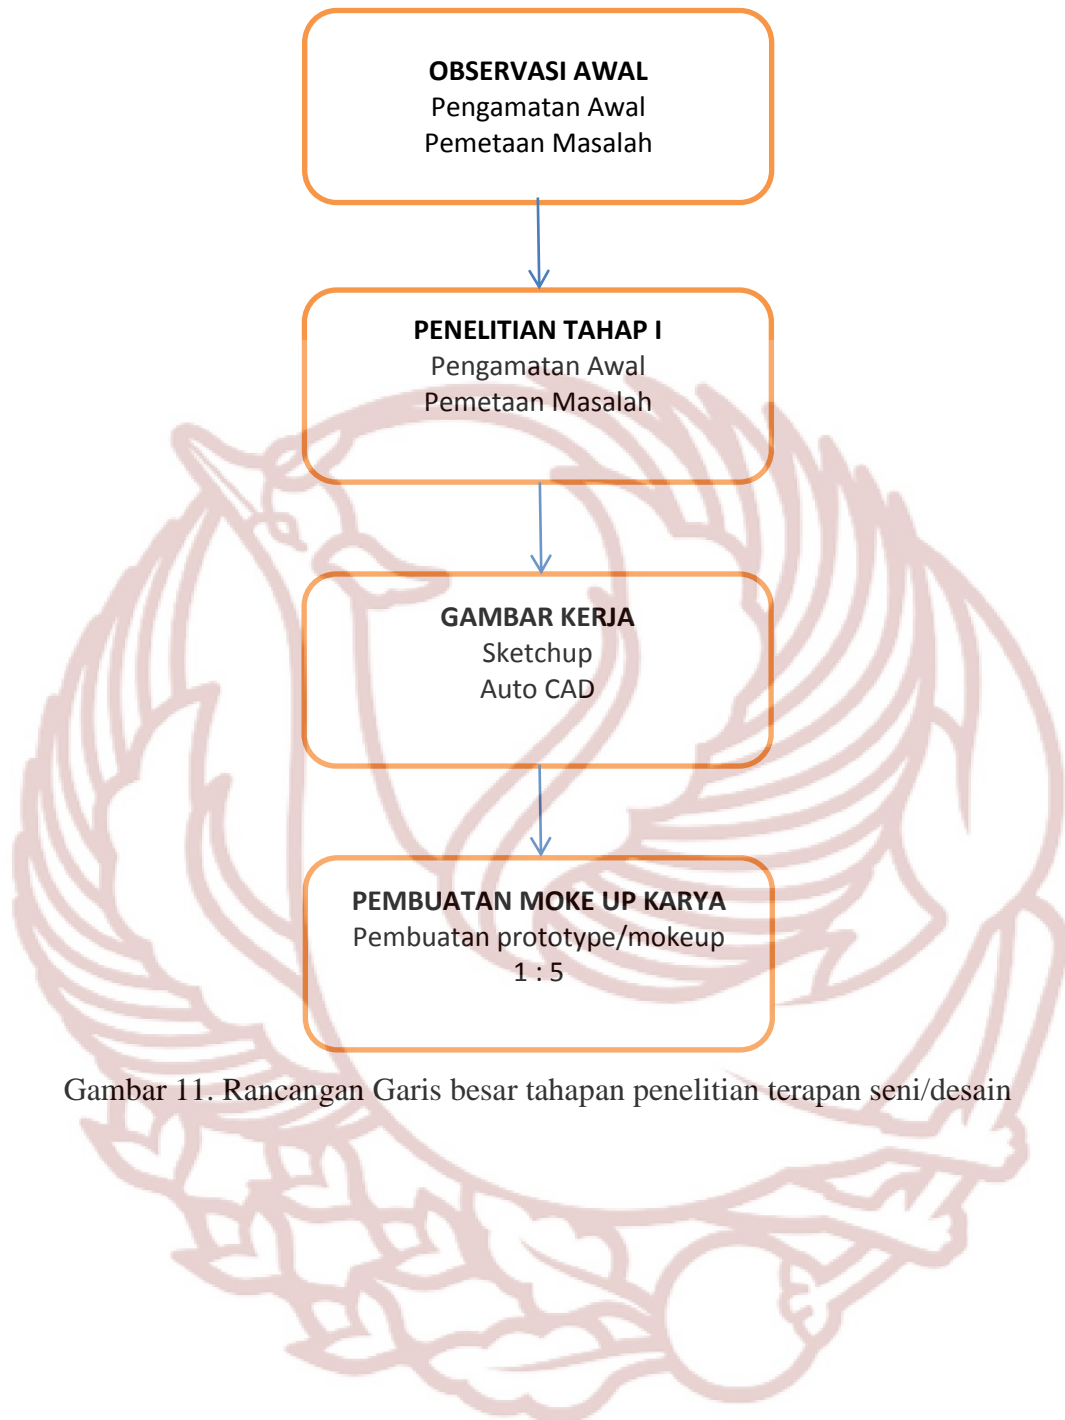 OBSERVASI AWAL
Pengamatan Awal
Pemetaan Masalah
PENELITIAN TAHAP I
Pengamatan Awal
Pemetaan Masalah
GAMBAR KERJA
Sketchup
Auto CAD
PEMBUATAN MOKE UP KARYA
Pembuatan prototype/mokeup
1 : 5
Gambar 11. Rancangan Garis besar tahapan penelitian terapan seni/desain